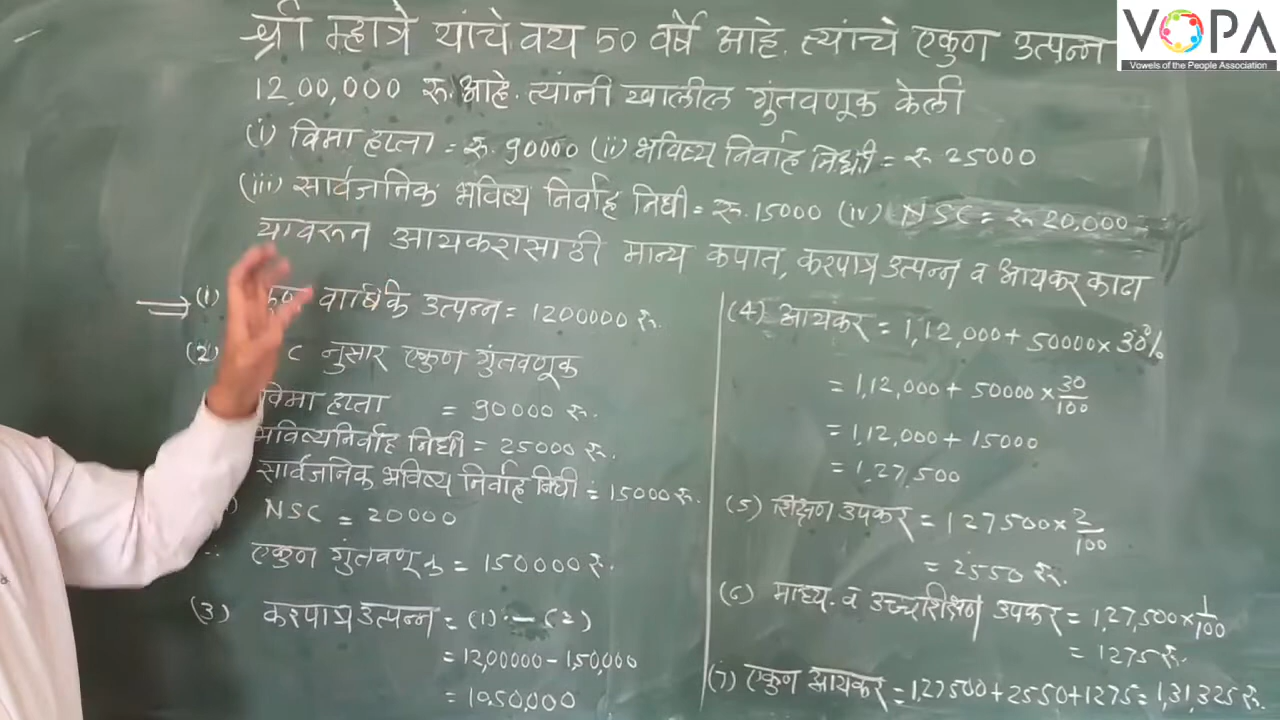 श्री म्हात्रे यांचे वय 50 वर्षे आहे. त्यांचे एकुण उत्पन्न
12,00,000 रु. आहे. त्यांनी खालील गुंतवणूक केली
(i) विमा हप्ता = रु. 90000 (ii) भविष्य निर्वाह निधी = रु 25000
(iii) सार्वजनिक भविष्य निर्वाह निधी = रु. 15000 (iv) NSC = रु 20,000
यावरून आयकरासाठी मान्य कपात, करपात्र उत्पन्न व आयकर काढा
(1) वार्षिक उत्पन्न = 1200000 रु.
(2) C नुसार एकुण गुंतवणूक
विमा हप्ता = 90000 रु.
भविष्यनिर्वाह निधी = 25000 रु.
सार्वजनिक भविष्य निर्वाह निधी = 15000 रु.
NSC = 20000
∴ एकुण गुंतवणूक = 150000 रु.
(3) करपात्र उत्पन्न = (1) - (2)
= 12,00000 - 1,50,000
= 10,50,000
(4) आयकर = 1,12,000 + 50000 × 30%
= 1,12,000 + 50000 × 30/100
= 1,12,000 + 15000
= 1,27,500
(5) शिक्षण उपकर = 127500 × 2/100
= 2550 रु.
(6) माध्य. व उच्चशिक्षण उपकर = 1,27,500 × 1/100
= 1275 रु.
(7) एकुण आयकर = 127500 + 2550 + 1275 = 1,31,325 रु.
VOPA
Vowels of the People Association